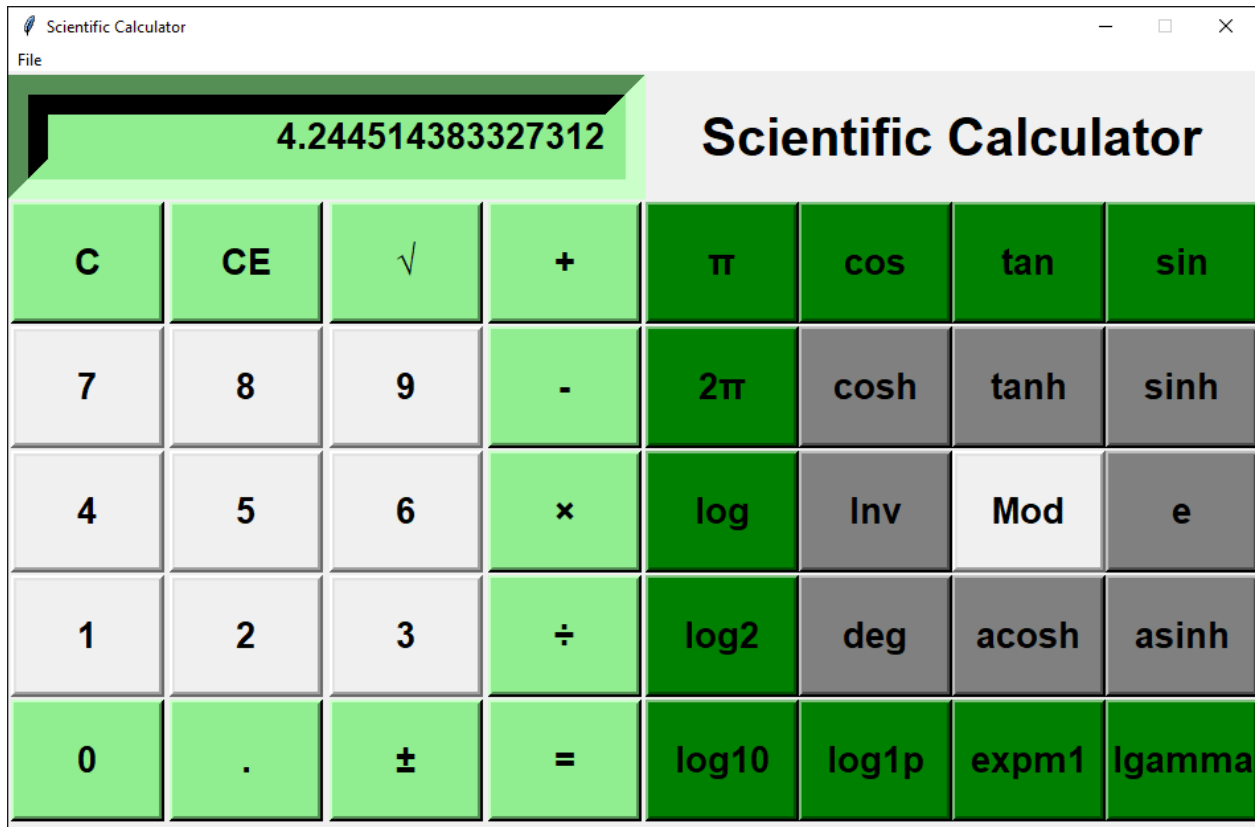 Scientific Calculator
File
4.244514383327312
Scientific Calculator
C CE √ + π cos tan sin
7 8 9 - 2π cosh tanh sinh
4 5 6 × log Inv Mod e
1 2 3 ÷ log2 deg acosh asinh
0 . ± = log10 log1p expm1 lgamma